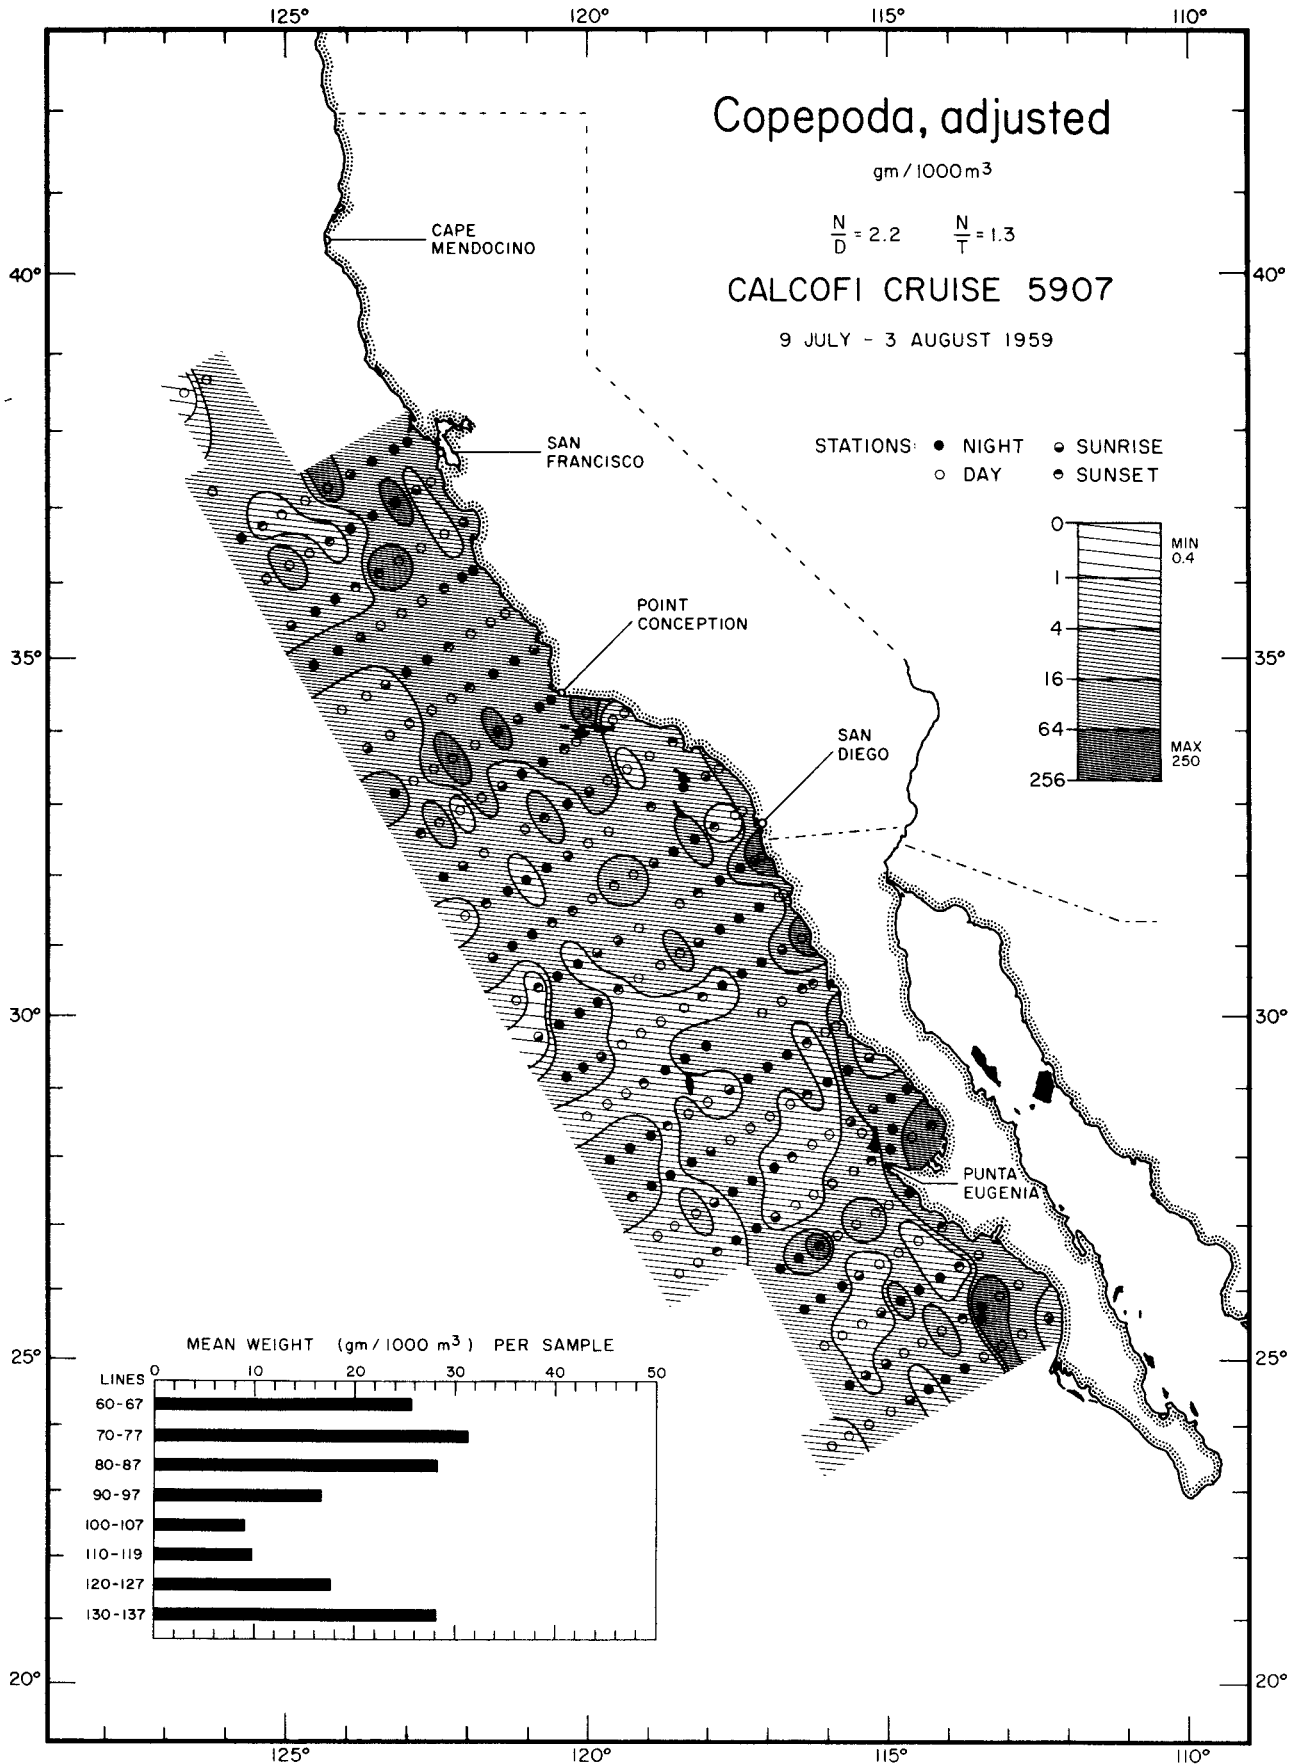 125° 120° 115° 110°
Copepoda, adjusted
gm/1000m³
N/D = 2.2 N/T = 1.3
CALCOFI CRUISE 5907
9 JULY - 3 AUGUST 1959
CAPE
MENDOCINO
40° 40°
STATIONS: ● NIGHT ◒ SUNRISE
○ DAY ◓ SUNSET
SAN
FRANCISCO
0
MIN
0.4
1
4
16
64
MAX
250
256
POINT
CONCEPTION
35° 35°
SAN
DIEGO
30° 30°
PUNTA
EUGENIA
25° 25°
MEAN WEIGHT (gm/1000 m³) PER SAMPLE
LINES
0 10 20 30 40 50
60-67
70-77
80-87
90-97
100-107
110-119
120-127
130-137
20° 20°
125° 120° 115° 110°